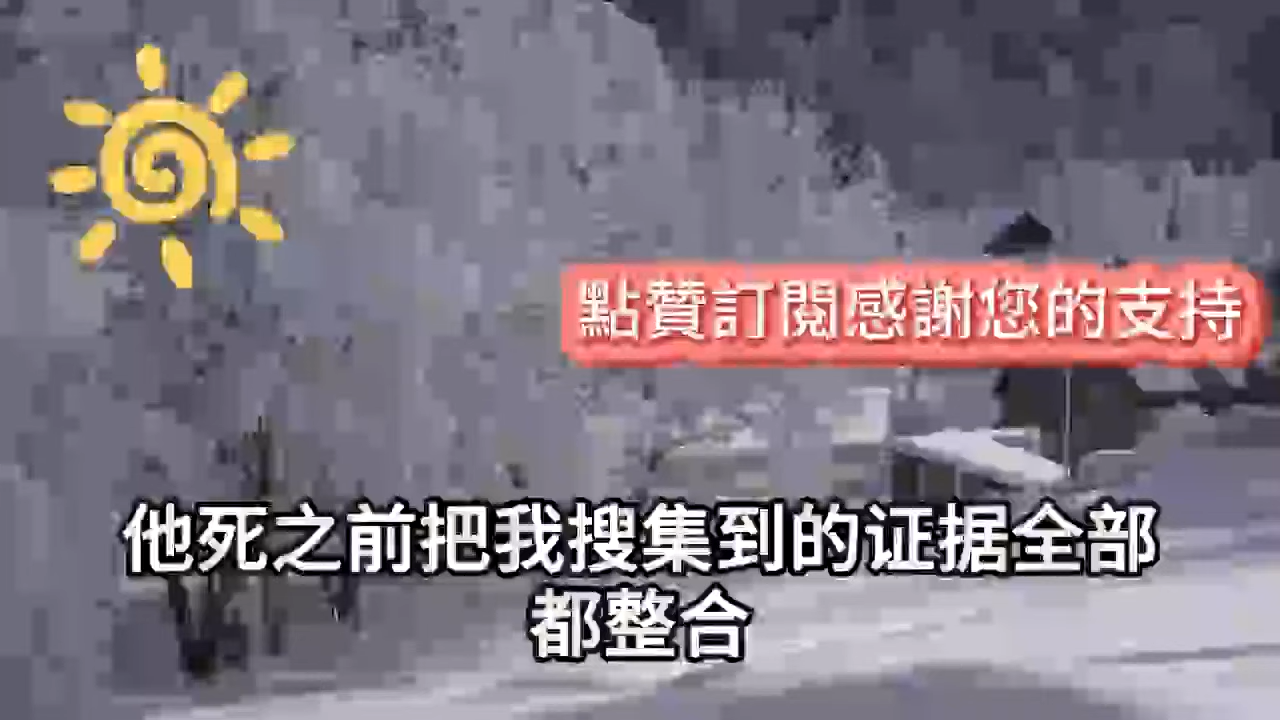 點贊訂閱感謝您的支持
他死之前把我搜集到的证据全部
都整合